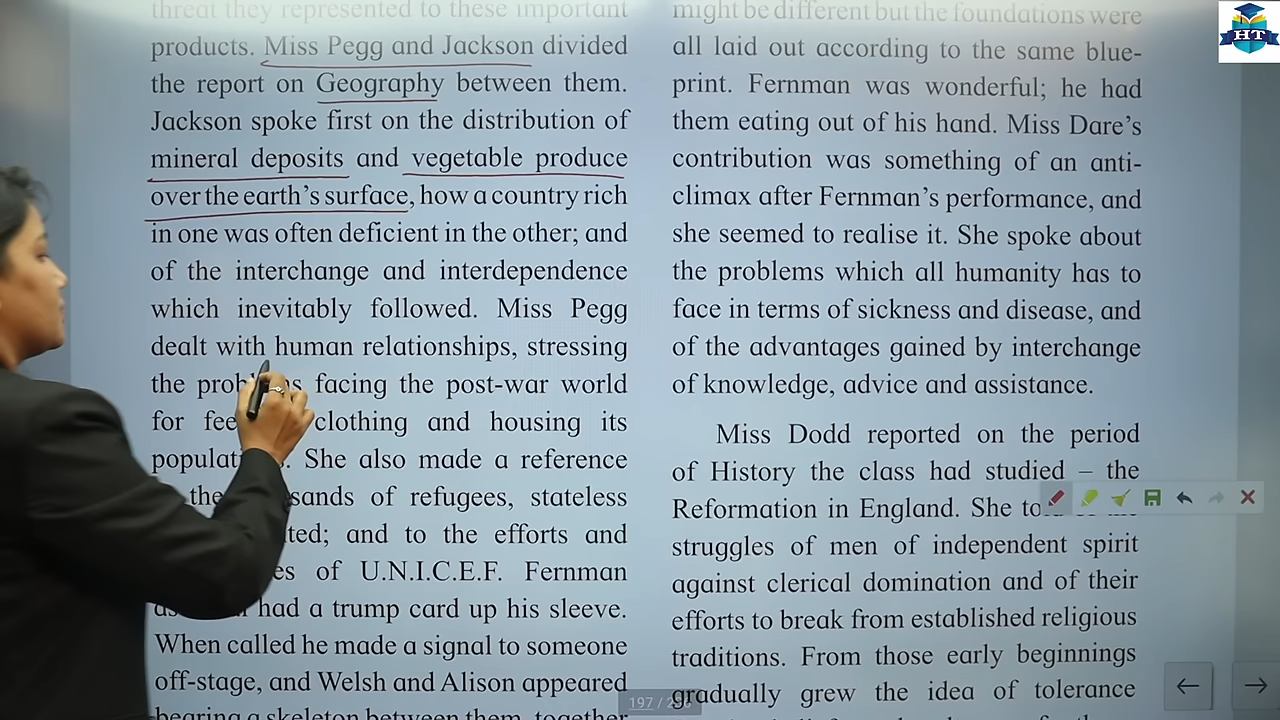 threat they represented to these important
products. Miss Pegg and Jackson divided
the report on Geography between them.
Jackson spoke first on the distribution of
mineral deposits and vegetable produce
over the earth's surface, how a country rich
in one was often deficient in the other; and
of the interchange and interdependence
which inevitably followed. Miss Pegg
dealt with human relationships, stressing
the facing the post-war world
for clothing and housing its
She also made a reference
of refugees, stateless
and to the efforts and
of U.N.I.C.E.F. Fernman
had a trump card up his sleeve.
When called he made a signal to someone
off-stage, and Welsh and Alison appeared
bearing a skeleton between them, together
might be different but the foundations were
all laid out according to the same blue-
print. Fernman was wonderful; he had
them eating out of his hand. Miss Dare's
contribution was something of an anti-
climax after Fernman's performance, and
she seemed to realise it. She spoke about
the problems which all humanity has to
face in terms of sickness and disease, and
of the advantages gained by interchange
of knowledge, advice and assistance.
Miss Dodd reported on the period
of History the class had studied – the
Reformation in England. She
struggles of men of independent spirit
against clerical domination and of their
efforts to break from established religious
traditions. From those early beginnings
gradually grew the idea of tolerance
HT
197 /